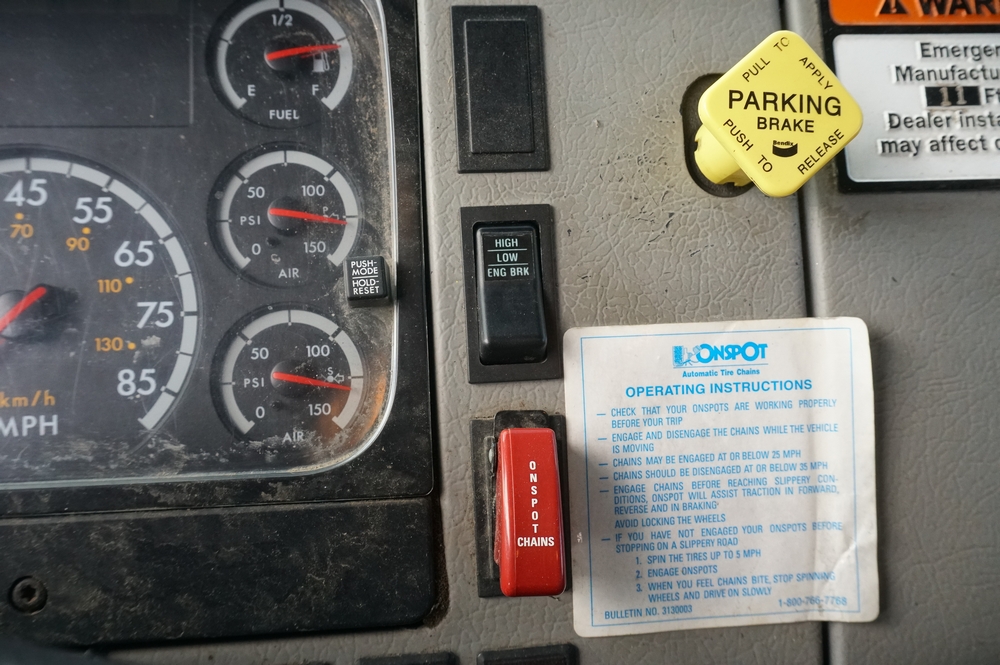 1/2
E
F
FUEL
45
55
65
75
85
70
90
110
130
km/h
MPH
50
100
PSI
P
0
150
AIR
PUSH-
MODE
HOLD-
RESET
50
100
PSI
S
0
150
AIR
HIGH
LOW
ENG BRK
ONSPOT
CHAINS
PULL TO APPLY
PARKING
BRAKE
Bendix
PUSH TO RELEASE
WAR
Emergen
Manufactu
11 Ft
Dealer insta
may affect
ONSPOT
Automatic Tire Chains
OPERATING INSTRUCTIONS
— CHECK THAT YOUR ONSPOTS ARE WORKING PROPERLY
BEFORE YOUR TRIP
— ENGAGE AND DISENGAGE THE CHAINS WHILE THE VEHICLE
IS MOVING
— CHAINS MAY BE ENGAGED AT OR BELOW 25 MPH
— CHAINS SHOULD BE DISENGAGED AT OR BELOW 35 MPH
— ENGAGE CHAINS BEFORE REACHING SLIPPERY CON-
DITIONS, ONSPOT WILL ASSIST TRACTION IN FORWARD,
REVERSE AND IN BRAKING
AVOID LOCKING THE WHEELS
— IF YOU HAVE NOT ENGAGED YOUR ONSPOTS BEFORE
STOPPING ON A SLIPPERY ROAD
1. SPIN THE TIRES UP TO 5 MPH
2. ENGAGE ONSPOTS
3. WHEN YOU FEEL CHAINS BITE, STOP SPINNING
WHEELS AND DRIVE ON SLOWLY
BULLETIN NO. 3130003
1-800-766-7768